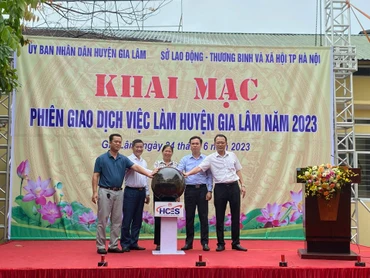 ỦY BAN NHÂN DÂN HUYỆN GIA LÂM
SỞ LAO ĐỘNG - THƯƠNG BINH VÀ XÃ HỘI TP HÀ NỘI
KHAI MẠC
PHIÊN GIAO DỊCH VIỆC LÀM HUYỆN GIA LÂM NĂM 2023
HCES